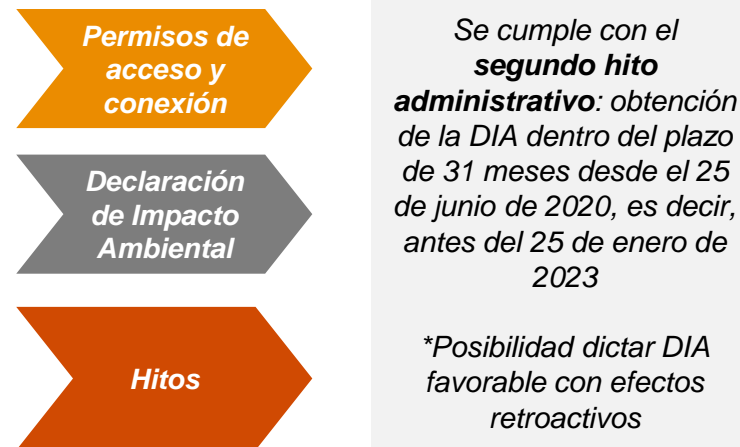 Permisos de
acceso y
conexión
Declaración
de Impacto
Ambiental
Hitos
Se cumple con el
segundo hito
administrativo: obtención
de la DIA dentro del plazo
de 31 meses desde el 25
de junio de 2020, es decir,
antes del 25 de enero de
2023
*Posibilidad dictar DIA
favorable con efectos
retroactivos